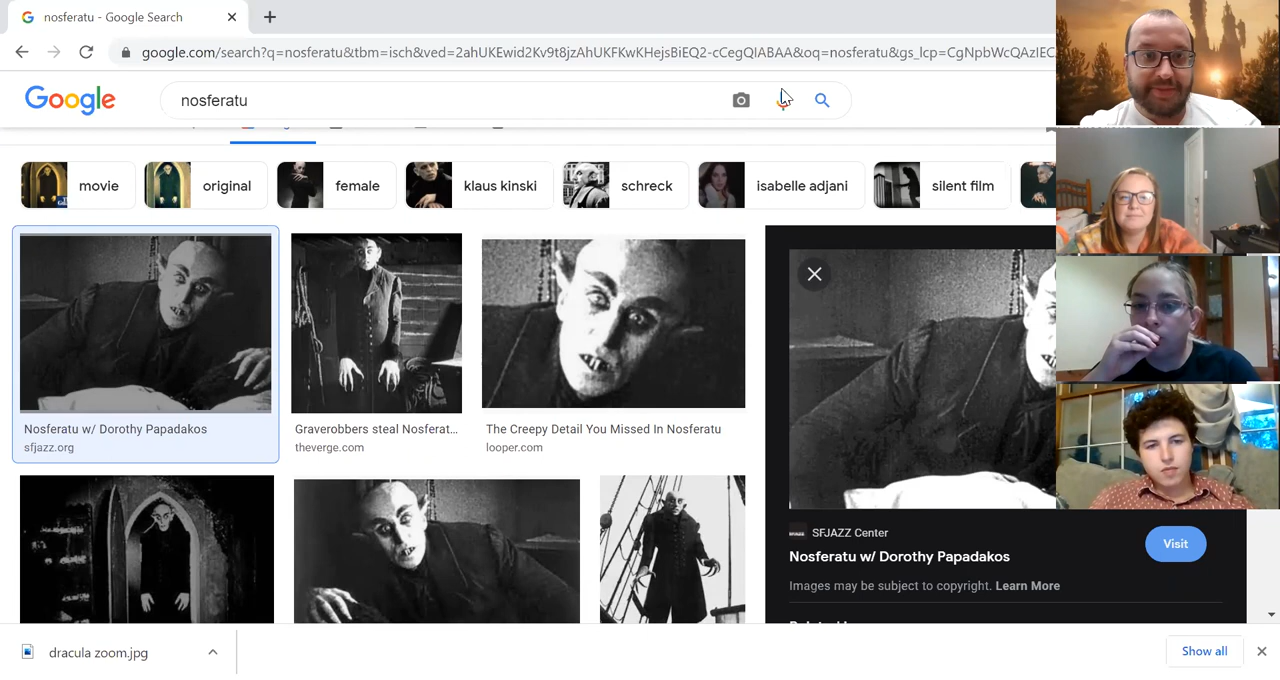 nosferatu - Google Search
google.com/search?q=nosferatu&tbm=isch&ved=2ahUKEwid2Kv9t8jzAhUKFKwKHejsBiEQ2-cCegQIABAA&oq=nosferatu&gs_lcp=CgNpbWcQAzIEC
Google
nosferatu
movie
original
female
klaus kinski
schreck
isabelle adjani
silent film
Nosferatu w/ Dorothy Papadakos
sfjazz.org
Graverobbers steal Nosferat...
theverge.com
The Creepy Detail You Missed In Nosferatu
looper.com
SFJAZZ Center
Nosferatu w/ Dorothy Papadakos
Visit
Images may be subject to copyright. Learn More
dracula zoom.jpg
Show all